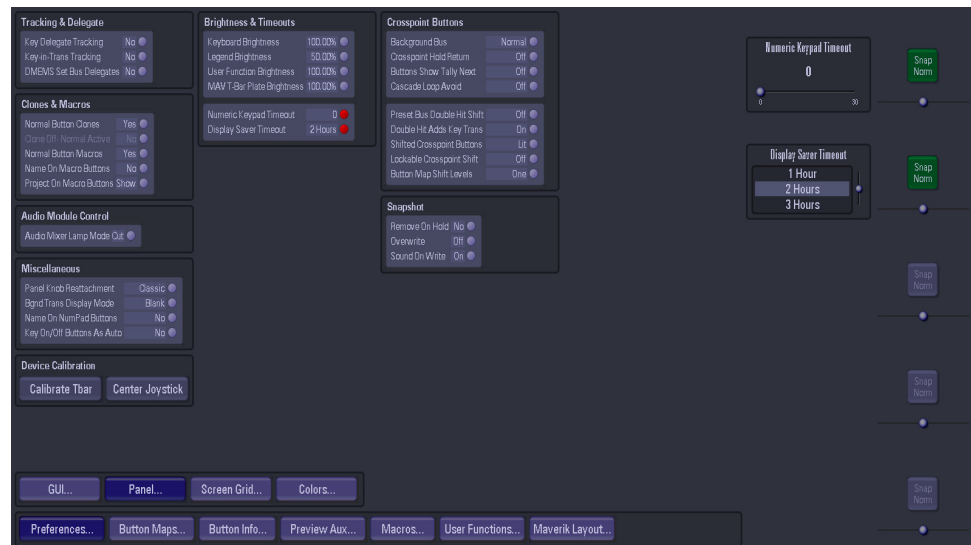 Tracking & Delegate
Key Delegate Tracking No
Key-in-Trans Tracking No
DMEMS Set Bus Delegates No
Clones & Macros
Normal Button Clones Yes
Clone Off-Normal Active No
Normal Button Macros Yes
Name On Macro Buttons No
Project On Macro Buttons Show
Audio Module Control
Audio Mixer Lamp Mode Cut
Miscellaneous
Panel Knob Reattachment Classic
Bgnd Trans Display Mode Blank
Name On NumPad Buttons No
Key On/Off Buttons As Auto No
Device Calibration
Calibrate Tbar Center Joystick
Brightness & Timeouts
Keyboard Brightness 100.00%
Legend Brightness 50.00%
User Function Brightness 100.00%
MAV T-Bar Plate Brightness 100.00%
Numeric Keypad Timeout 0
Display Saver Timeout 2 Hours
Crosspoint Buttons
Background Bus Normal
Crosspoint Hold Return Off
Buttons Show Tally Next Off
Cascade Loop Avoid Off
Preset Bus Double Hit Shift Off
Double Hit Adds Key Trans On
Shifted Crosspoint Buttons Lit
Lockable Crosspoint Shift Off
Button Map Shift Levels One
Snapshot
Remove On Hold No
Overwrite Off
Sound On Write On
Numeric Keypad Timeout
0
0 30
Display Saver Timeout
1 Hour
2 Hours
3 Hours
Snap
Norm
Snap
Norm
Snap
Norm
Snap
Norm
Snap
Norm
GUI... Panel... Screen Grid... Colors...
Preferences... Button Maps... Button Info... Preview Aux... Macros... User Functions... Maverik Layout...